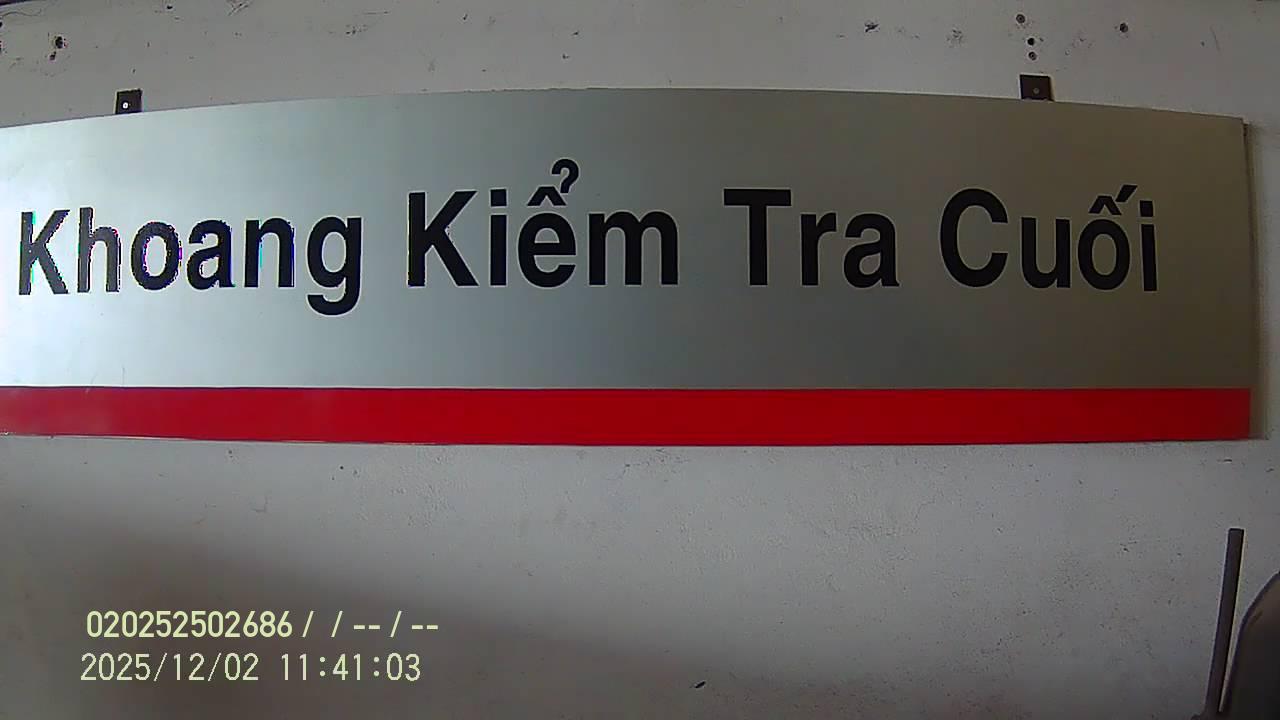 Khoang Kiểm Tra Cuối
020252502686 / / -- / --
2025/12/02 11:41:03